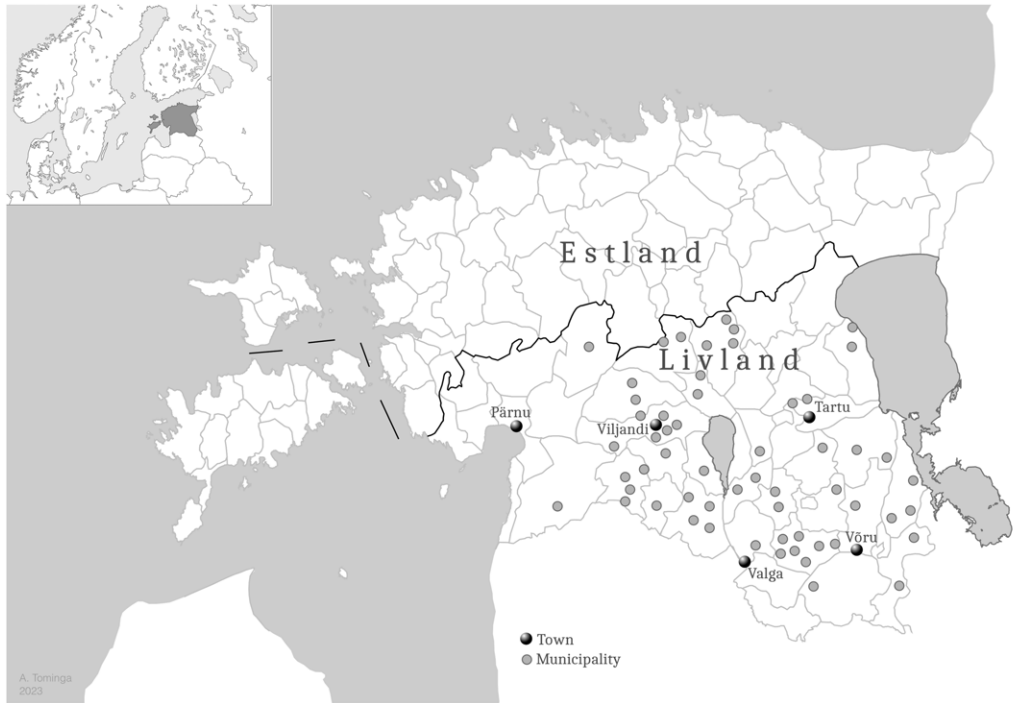 Estland
Livland
Pärnu
Tartu
Viljandi
Võru
Valga
Town
Municipality
A. Tominga
2023